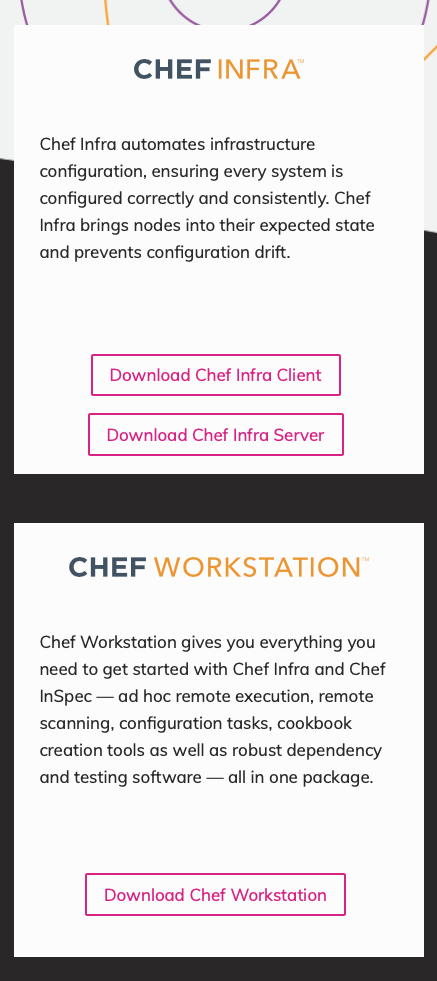 CHEF INFRA™
Chef Infra automates infrastructure
configuration, ensuring every system is
configured correctly and consistently. Chef
Infra brings nodes into their expected state
and prevents configuration drift.
Download Chef Infra Client
Download Chef Infra Server
CHEF WORKSTATION™
Chef Workstation gives you everything you
need to get started with Chef Infra and Chef
InSpec — ad hoc remote execution, remote
scanning, configuration tasks, cookbook
creation tools as well as robust dependency
and testing software — all in one package.
Download Chef Workstation